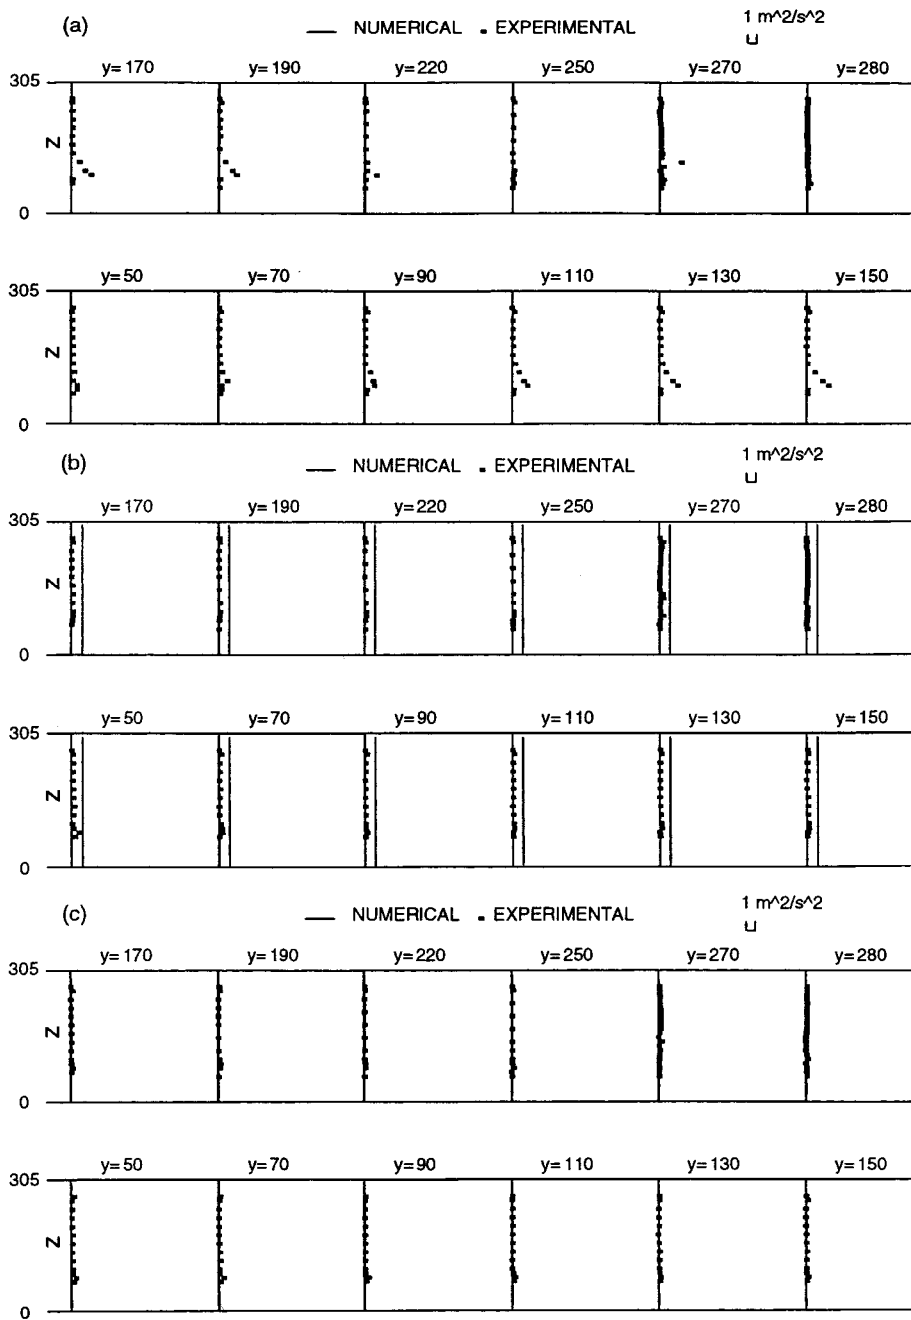 (a) NUMERICAL EXPERIMENTAL 1 m^2/s^2
y=170 y=190 y=220 y=250 y=270 y=280
305
Z
0
y=50 y=70 y=90 y=110 y=130 y=150
305
Z
0
(b) NUMERICAL EXPERIMENTAL 1 m^2/s^2
y=170 y=190 y=220 y=250 y=270 y=280
305
Z
0
y=50 y=70 y=90 y=110 y=130 y=150
305
Z
0
(c) NUMERICAL EXPERIMENTAL 1 m^2/s^2
y=170 y=190 y=220 y=250 y=270 y=280
305
Z
0
y=50 y=70 y=90 y=110 y=130 y=150
305
Z
0